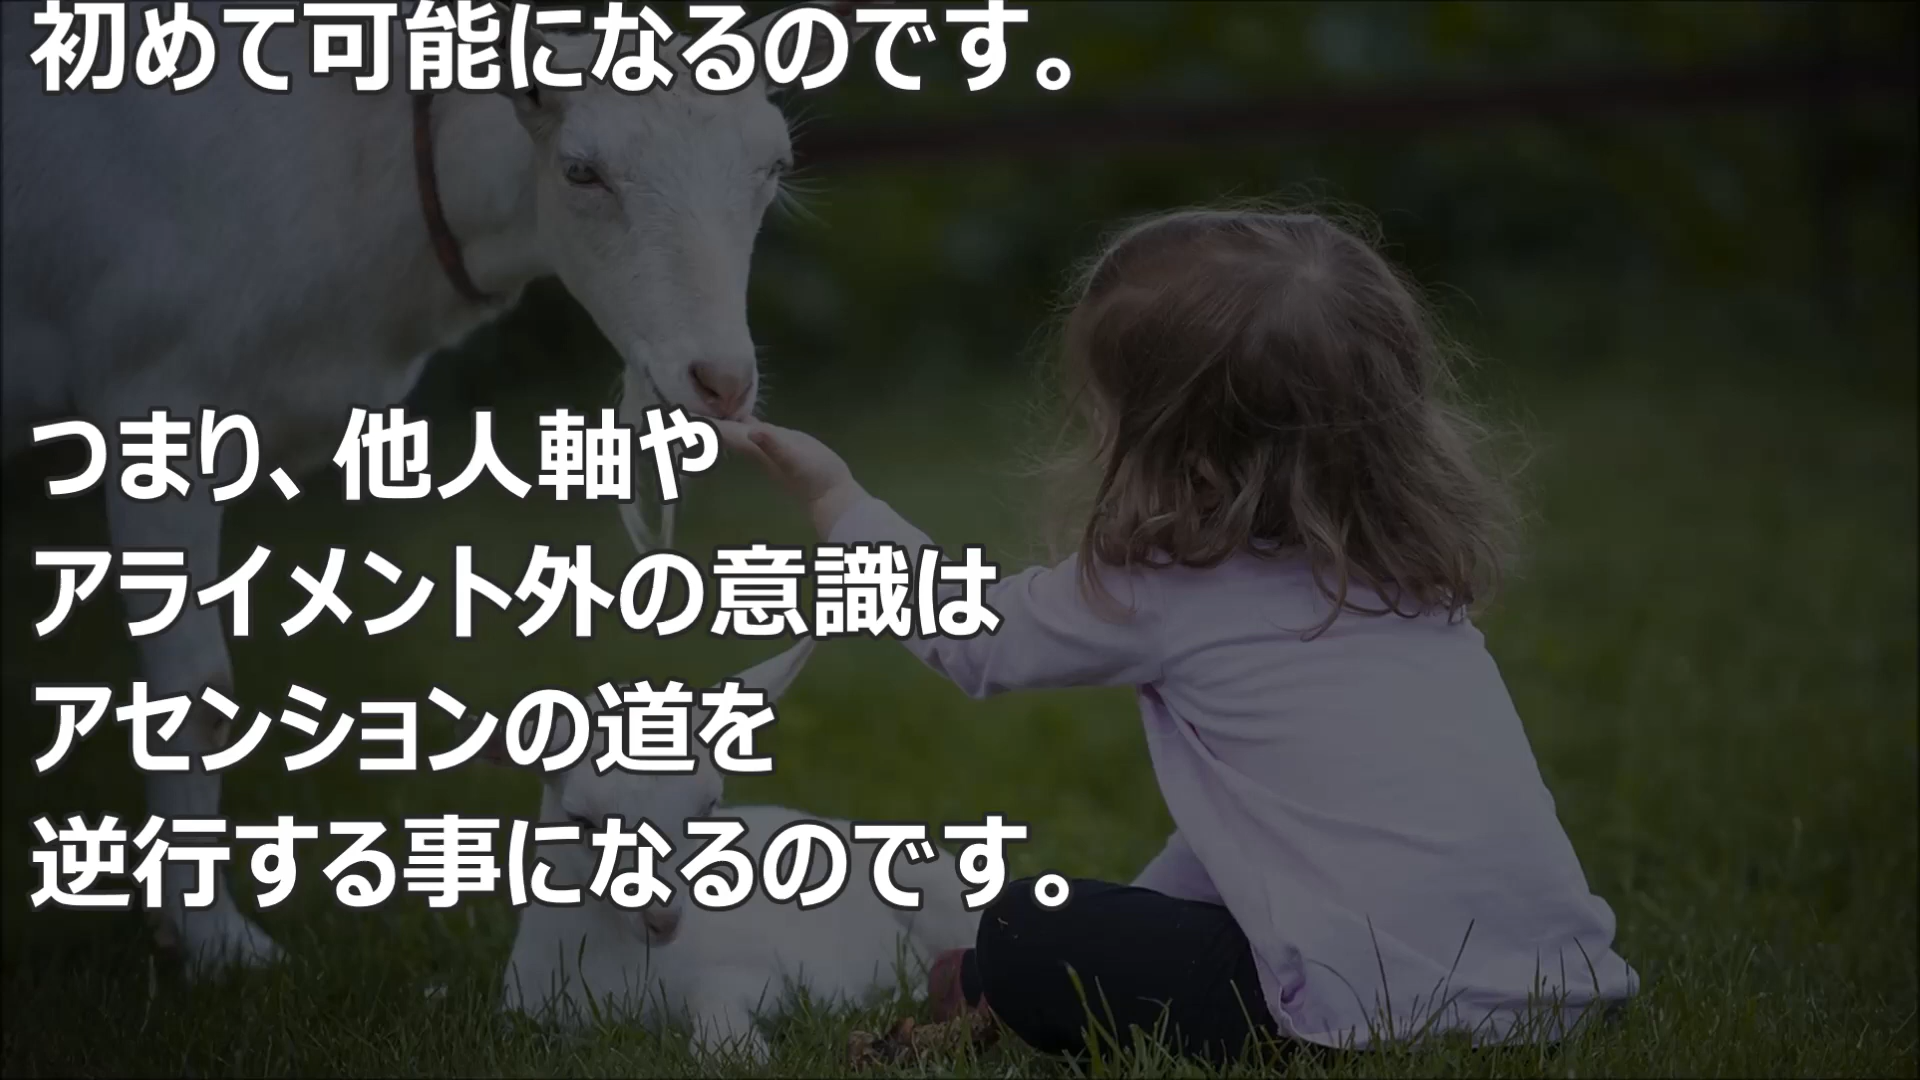 初めて可能になるのです。
つまり、他人軸や
アライメント外の意識は
アセンションの道を
逆行する事になるのです。